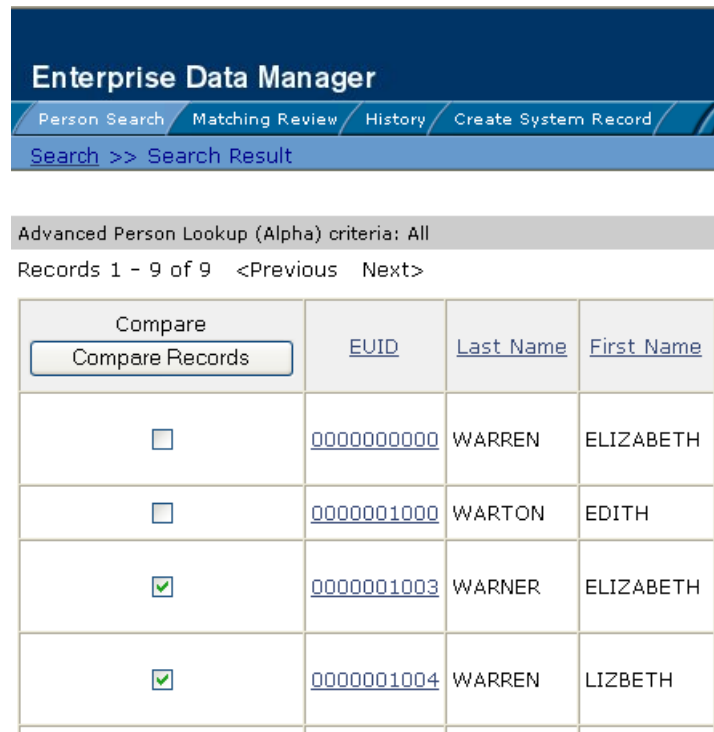 Enterprise Data Manager
Person Search Matching Review History Create System Record
Search >> Search Result
Advanced Person Lookup (Alpha) criteria: All
Records 1 - 9 of 9 <Previous Next>
Compare
Compare Records EUID Last Name First Name
0000000000 WARREN ELIZABETH
0000001000 WARTON EDITH
0000001003 WARNER ELIZABETH
0000001004 WARREN LIZBETH